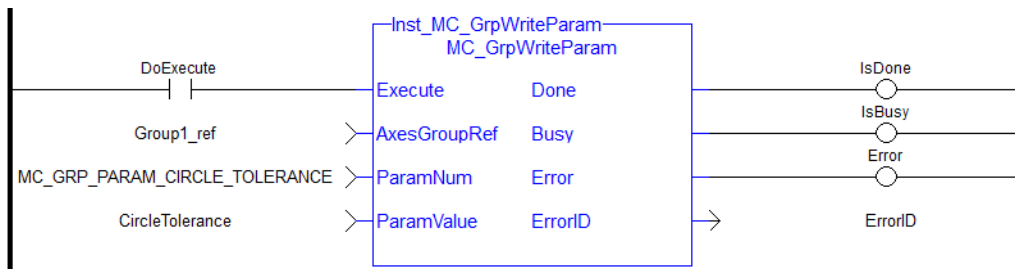 Inst_MC_GrpWriteParam
MC_GrpWriteParam
DoExecute
IsDone
Execute Done
IsBusy
Group1_ref AxesGroupRef Busy
Error
MC_GRP_PARAM_CIRCLE_TOLERANCE ParamNum Error
CircleTolerance ParamValue ErrorID ErrorID